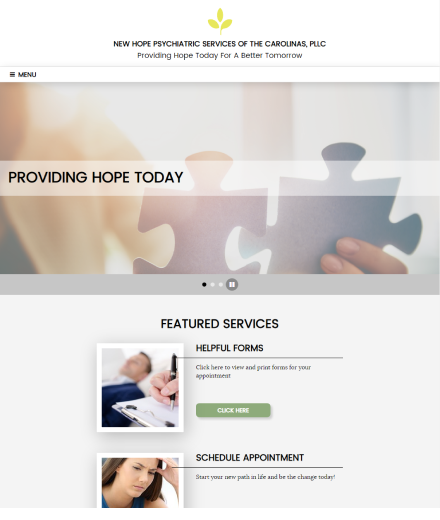 NEW HOPE PSYCHIATRIC SERVICES OF THE CAROLINAS, PLLC
Providing Hope Today For A Better Tomorrow
MENU
PROVIDING HOPE TODAY
FEATURED SERVICES
HELPFUL FORMS
Click here to view and print forms for your
appointment
CLICK HERE
SCHEDULE APPOINTMENT
Start your new path in life and be the change today!